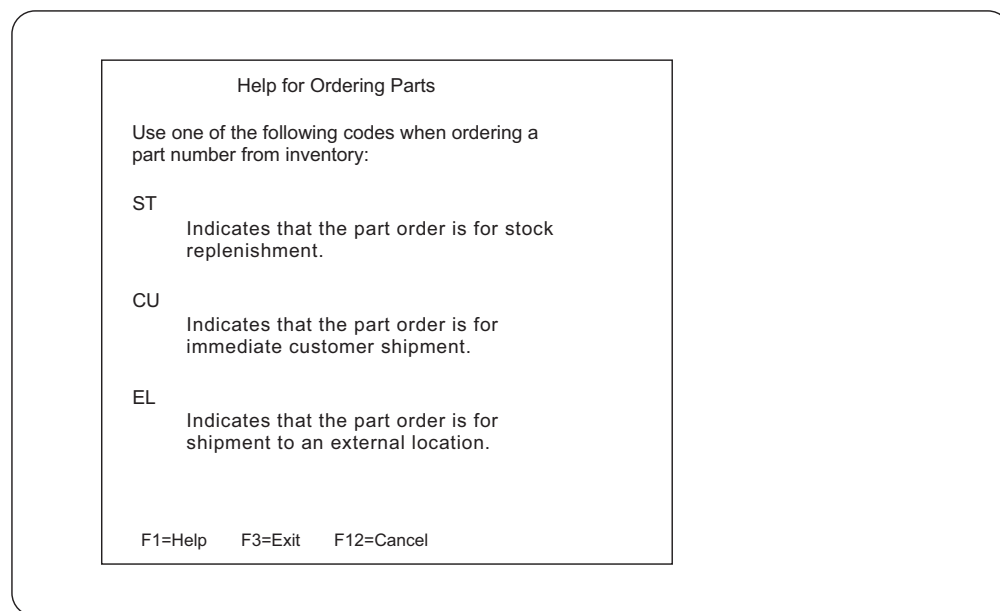 Help for Ordering Parts
Use one of the following codes when ordering a
part number from inventory:
ST
Indicates that the part order is for stock
replenishment.
CU
Indicates that the part order is for
immediate customer shipment.
EL
Indicates that the part order is for
shipment to an external location.
F1=Help F3=Exit F12=Cancel